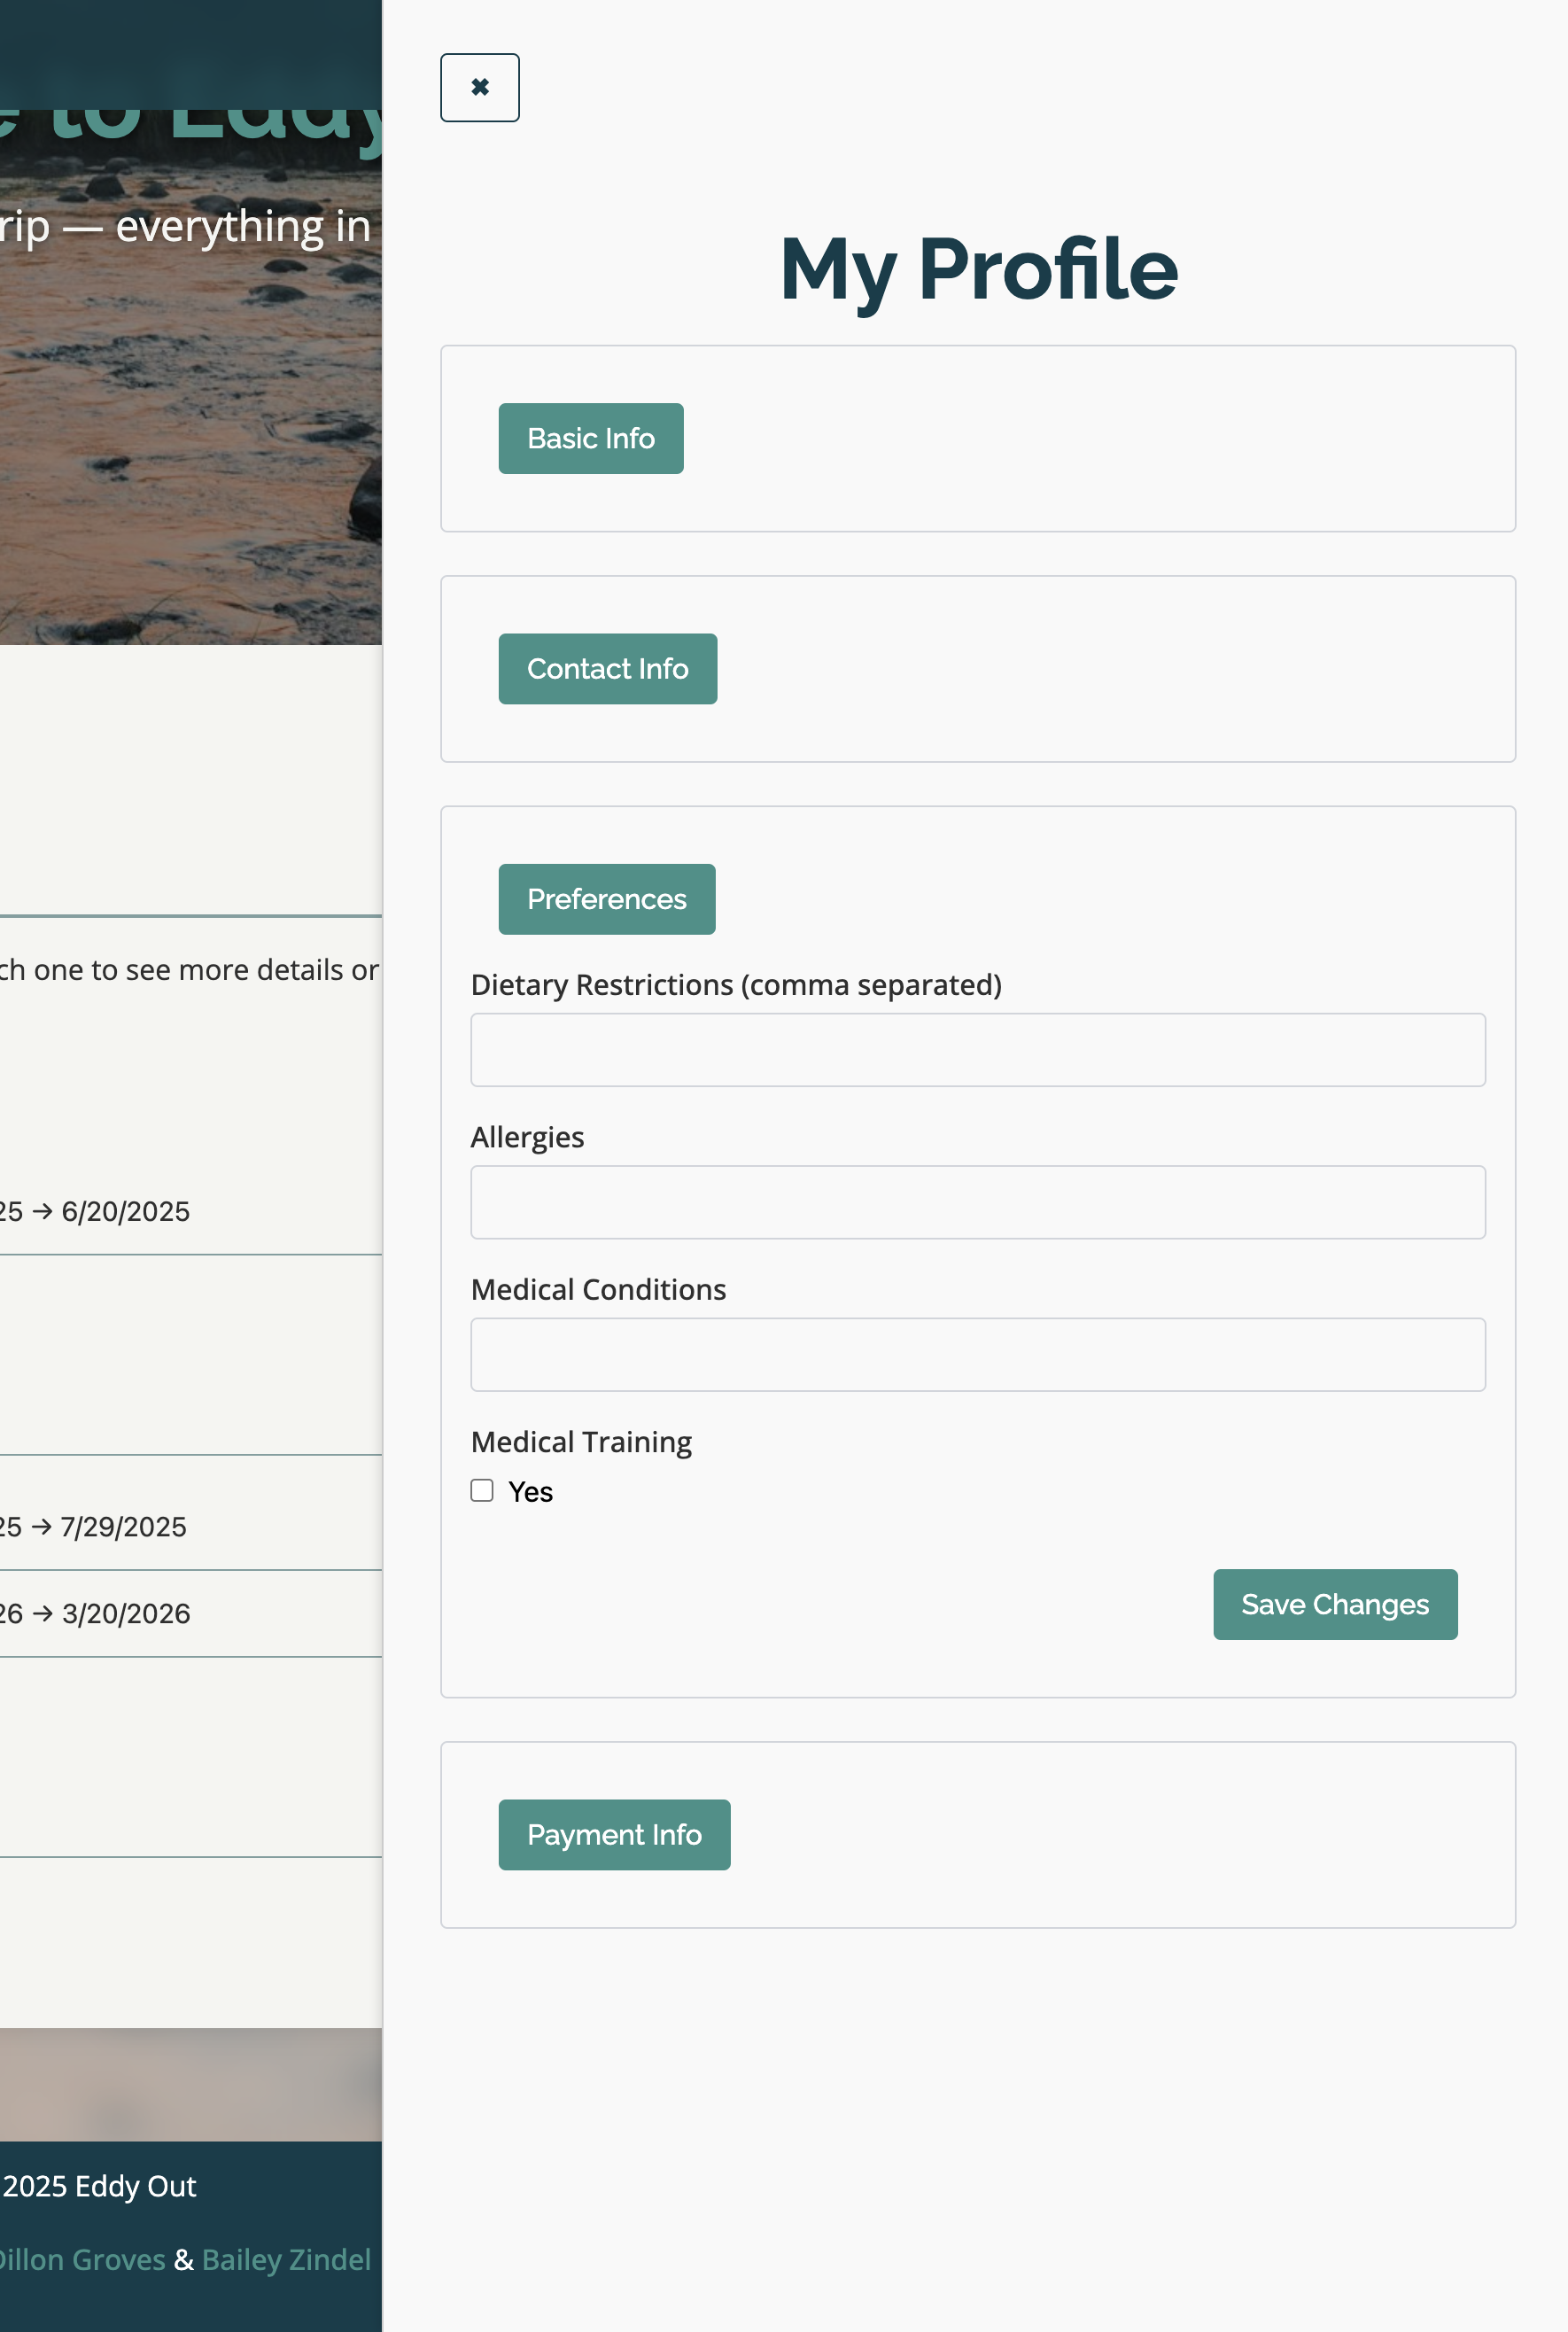 e to Eddy
rip — everything in
ch one to see more details or
25 → 6/20/2025
25 → 7/29/2025
26 → 3/20/2026
2025 Eddy Out
Dillon Groves & Bailey Zindel
✖
My Profile
Basic Info
Contact Info
Preferences
Dietary Restrictions (comma separated)
Allergies
Medical Conditions
Medical Training
Yes
Save Changes
Payment Info